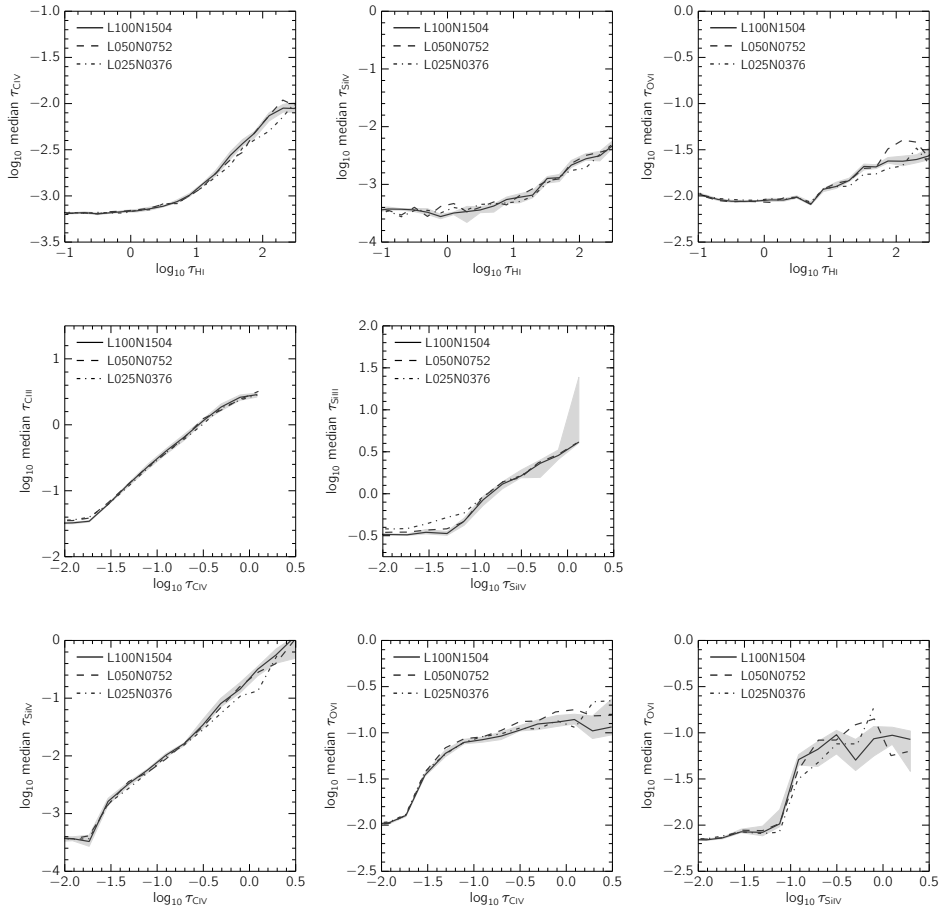 −1.0
−1.5
−2.0
−2.5
−3.0
−3.5
log₁₀ median τCIV
L100N1504
L050N0752
L025N0376
−1 0 1 2
log₁₀ τHI
0
−1
−2
−3
−4
log₁₀ median τSiIV
L100N1504
L050N0752
L025N0376
−1 0 1 2
log₁₀ τHI
0.0
−0.5
−1.0
−1.5
−2.0
−2.5
log₁₀ median τOVI
L100N1504
L050N0752
L025N0376
−1 0 1 2
log₁₀ τHI
1
0
−1
−2
log₁₀ median τCIII
L100N1504
L050N0752
L025N0376
−2.0 −1.5 −1.0 −0.5 0.0 0.5
log₁₀ τCIV
2.0
1.5
1.0
0.5
0.0
−0.5
log₁₀ median τSiIII
L100N1504
L050N0752
L025N0376
−2.0 −1.5 −1.0 −0.5 0.0 0.5
log₁₀ τSiIV
0
−1
−2
−3
−4
log₁₀ median τSiIV
L100N1504
L050N0752
L025N0376
−2.0 −1.5 −1.0 −0.5 0.0 0.5
log₁₀ τCIV
0.0
−0.5
−1.0
−1.5
−2.0
−2.5
log₁₀ median τOVI
L100N1504
L050N0752
L025N0376
−2.0 −1.5 −1.0 −0.5 0.0 0.5
log₁₀ τCIV
0.0
−0.5
−1.0
−1.5
−2.0
−2.5
log₁₀ median τOVI
L100N1504
L050N0752
L025N0376
−2.0 −1.5 −1.0 −0.5 0.0 0.5
log₁₀ τSiIV